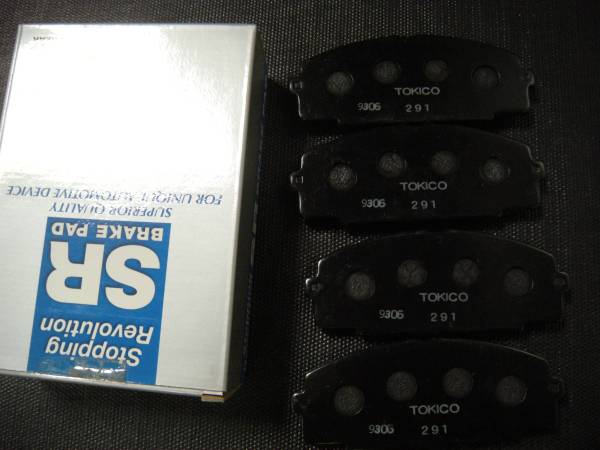 Stopping
Revolution
SR
BRAKE PAD
SUPERIOR QUALITY
FOR UNIQUE AUTOMOTIVE DEVICE
TOKICO
9306 291
TOKICO
9306 291
TOKICO
9306 291
TOKICO
9306 291